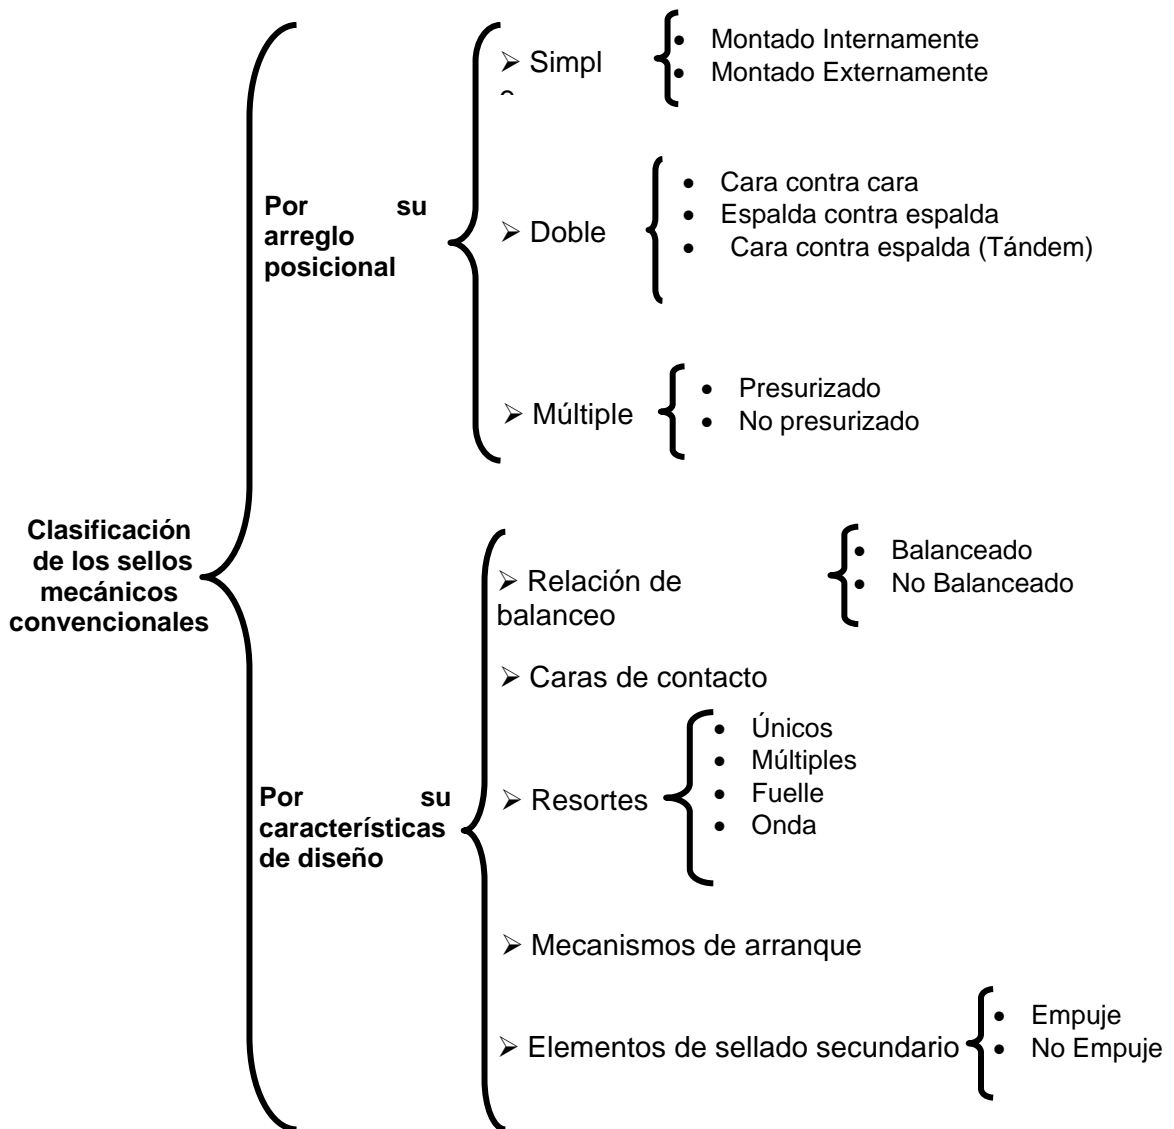 Clasificación
de los sellos
mecánicos
convencionales
Por su
arreglo
posicional
➢ Simpl
• Montado Internamente
• Montado Externamente
➢ Doble
• Cara contra cara
• Espalda contra espalda
• Cara contra espalda (Tándem)
➢ Múltiple
• Presurizado
• No presurizado
Por su
características
de diseño
➢ Relación de
balanceo
• Balanceado
• No Balanceado
➢ Caras de contacto
➢ Resortes
• Únicos
• Múltiples
• Fuelle
• Onda
➢ Mecanismos de arranque
➢ Elementos de sellado secundario
• Empuje
• No Empuje